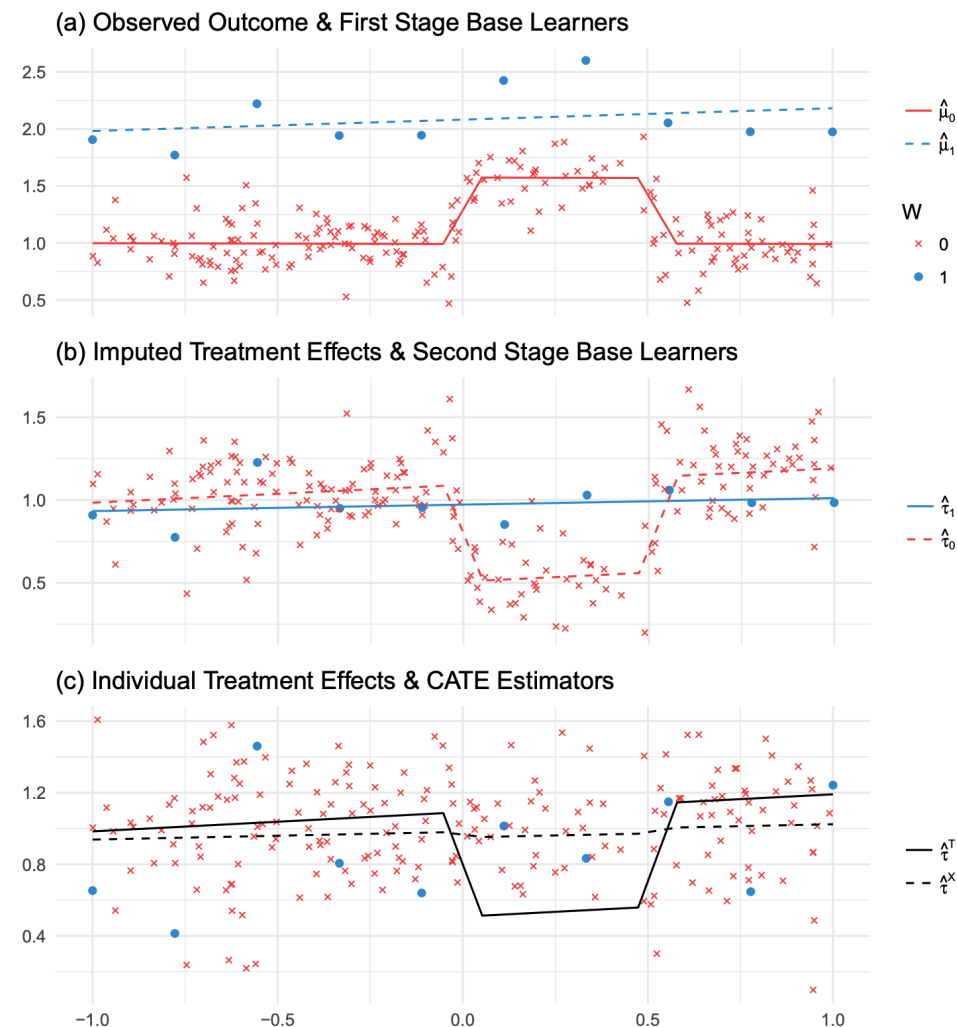 (a) Observed Outcome & First Stage Base Learners
2.5
2.0
1.5
1.0
0.5
μ̂₀
μ̂₁
W
0
1
(b) Imputed Treatment Effects & Second Stage Base Learners
1.5
1.0
0.5
τ̂₁
τ̂₀
(c) Individual Treatment Effects & CATE Estimators
1.6
1.2
0.8
0.4
τ̂ᵀ
τ̂ˣ
−1.0 −0.5 0.0 0.5 1.0